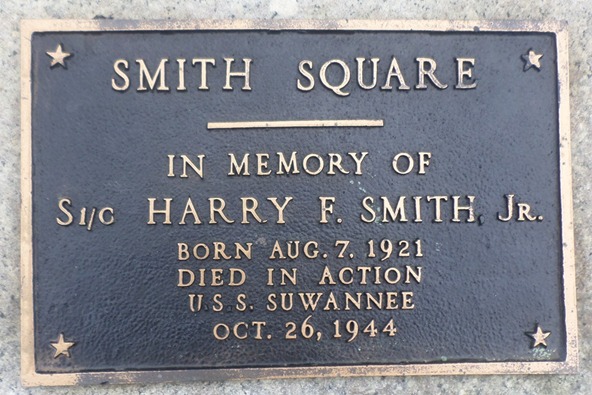 SMITH SQUARE
IN MEMORY OF
S1/C HARRY F. SMITH, JR.
BORN AUG. 7, 1921
DIED IN ACTION
U.S.S. SUWANNEE
OCT. 26, 1944